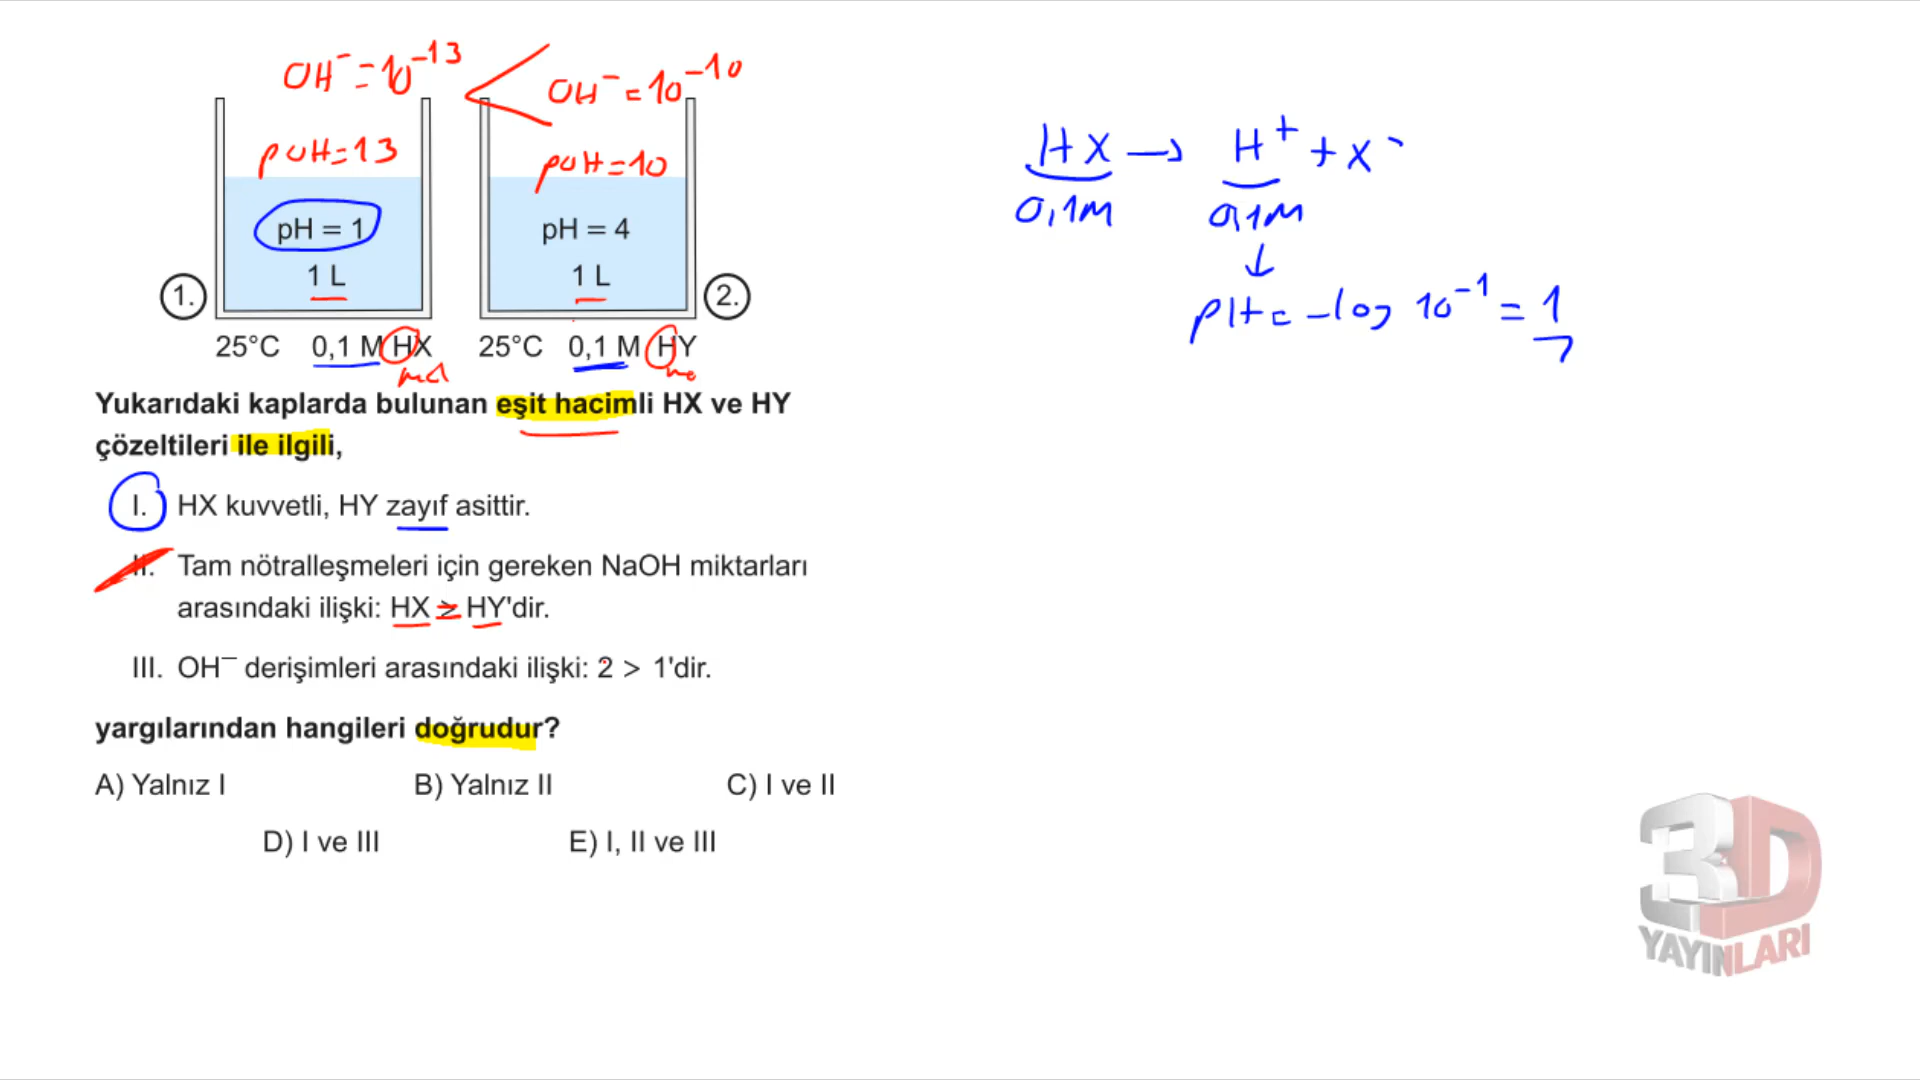 OH⁻ = 10⁻¹³ < OH⁻ = 10⁻¹⁰
pOH = 13
pOH = 10
pH = 1
pH = 4
1 L
1 L
1.
2.
25°C 0,1 M HX
25°C 0,1 M HY
Yukarıdaki kaplarda bulunan eşit hacimli HX ve HY
çözeltileri ile ilgili,
I. HX kuvvetli, HY zayıf asittir.
II. Tam nötralleşmeleri için gereken NaOH miktarları
arasındaki ilişki: HX > HY'dir.
III. OH⁻ derişimleri arasındaki ilişki: 2 > 1'dir.
yargılarından hangileri doğrudur?
A) Yalnız I B) Yalnız II C) I ve II
D) I ve III E) I, II ve III
HX → H⁺ + X⁻
0,1M 0,1M
↓
pH = -log 10⁻¹ = 1
3D
YAYINLARI